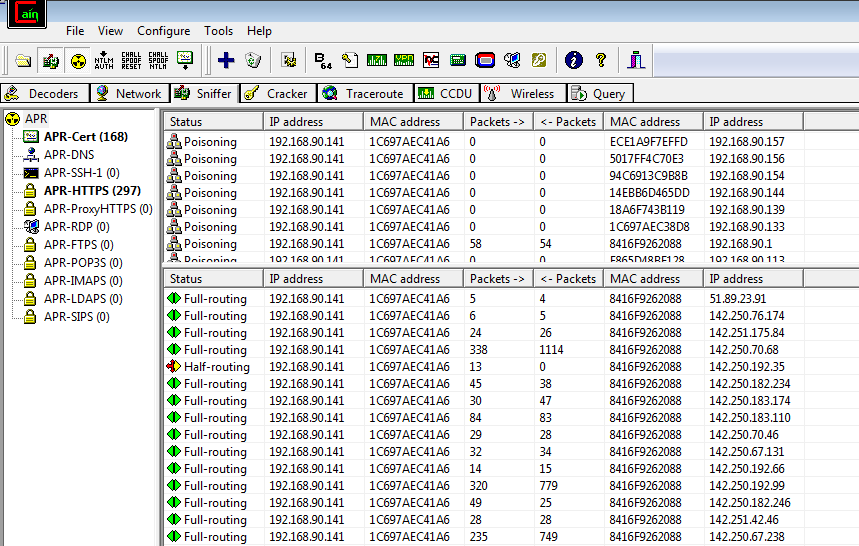 Cain
File View Configure Tools Help
NTLM AUTH CHALL SPOOF RESET CHALL SPOOF NTLM B64 VPN
Decoders Network Sniffer Cracker Traceroute CCDU Wireless Query
APR
APR-Cert (168)
APR-DNS
APR-SSH-1 (0)
APR-HTTPS (297)
APR-ProxyHTTPS (0)
APR-RDP (0)
APR-FTPS (0)
APR-POP3S (0)
APR-IMAPS (0)
APR-LDAPS (0)
APR-SIPS (0)
Status IP address MAC address Packets -> <- Packets MAC address IP address
Poisoning 192.168.90.141 1C697AEC41A6 0 0 ECE1A9F7EFFD 192.168.90.157
Poisoning 192.168.90.141 1C697AEC41A6 0 0 5017FF4C70E3 192.168.90.156
Poisoning 192.168.90.141 1C697AEC41A6 0 0 94C6913C9B8B 192.168.90.154
Poisoning 192.168.90.141 1C697AEC41A6 0 0 14EBB6D465DD 192.168.90.144
Poisoning 192.168.90.141 1C697AEC41A6 0 0 18A6F743B119 192.168.90.139
Poisoning 192.168.90.141 1C697AEC41A6 0 0 1C697AEC38D8 192.168.90.133
Poisoning 192.168.90.141 1C697AEC41A6 58 54 8416F9262088 192.168.90.1
Poisoning 192.168.90.141 1C697AEC41A6 0 0 192.168.90.113
Status IP address MAC address Packets -> <- Packets MAC address IP address
Full-routing 192.168.90.141 1C697AEC41A6 5 4 8416F9262088 51.89.23.91
Full-routing 192.168.90.141 1C697AEC41A6 6 5 8416F9262088 142.250.76.174
Full-routing 192.168.90.141 1C697AEC41A6 24 26 8416F9262088 142.251.175.84
Full-routing 192.168.90.141 1C697AEC41A6 338 1114 8416F9262088 142.250.70.68
Half-routing 192.168.90.141 1C697AEC41A6 13 0 8416F9262088 142.250.192.35
Full-routing 192.168.90.141 1C697AEC41A6 45 38 8416F9262088 142.250.182.234
Full-routing 192.168.90.141 1C697AEC41A6 30 47 8416F9262088 142.250.183.174
Full-routing 192.168.90.141 1C697AEC41A6 84 83 8416F9262088 142.250.183.110
Full-routing 192.168.90.141 1C697AEC41A6 29 28 8416F9262088 142.250.70.46
Full-routing 192.168.90.141 1C697AEC41A6 32 34 8416F9262088 142.250.67.131
Full-routing 192.168.90.141 1C697AEC41A6 14 15 8416F9262088 142.250.192.66
Full-routing 192.168.90.141 1C697AEC41A6 320 779 8416F9262088 142.250.192.99
Full-routing 192.168.90.141 1C697AEC41A6 49 25 8416F9262088 142.250.182.246
Full-routing 192.168.90.141 1C697AEC41A6 28 28 8416F9262088 142.251.42.46
Full-routing 192.168.90.141 1C697AEC41A6 235 749 8416F9262088 142.250.67.238